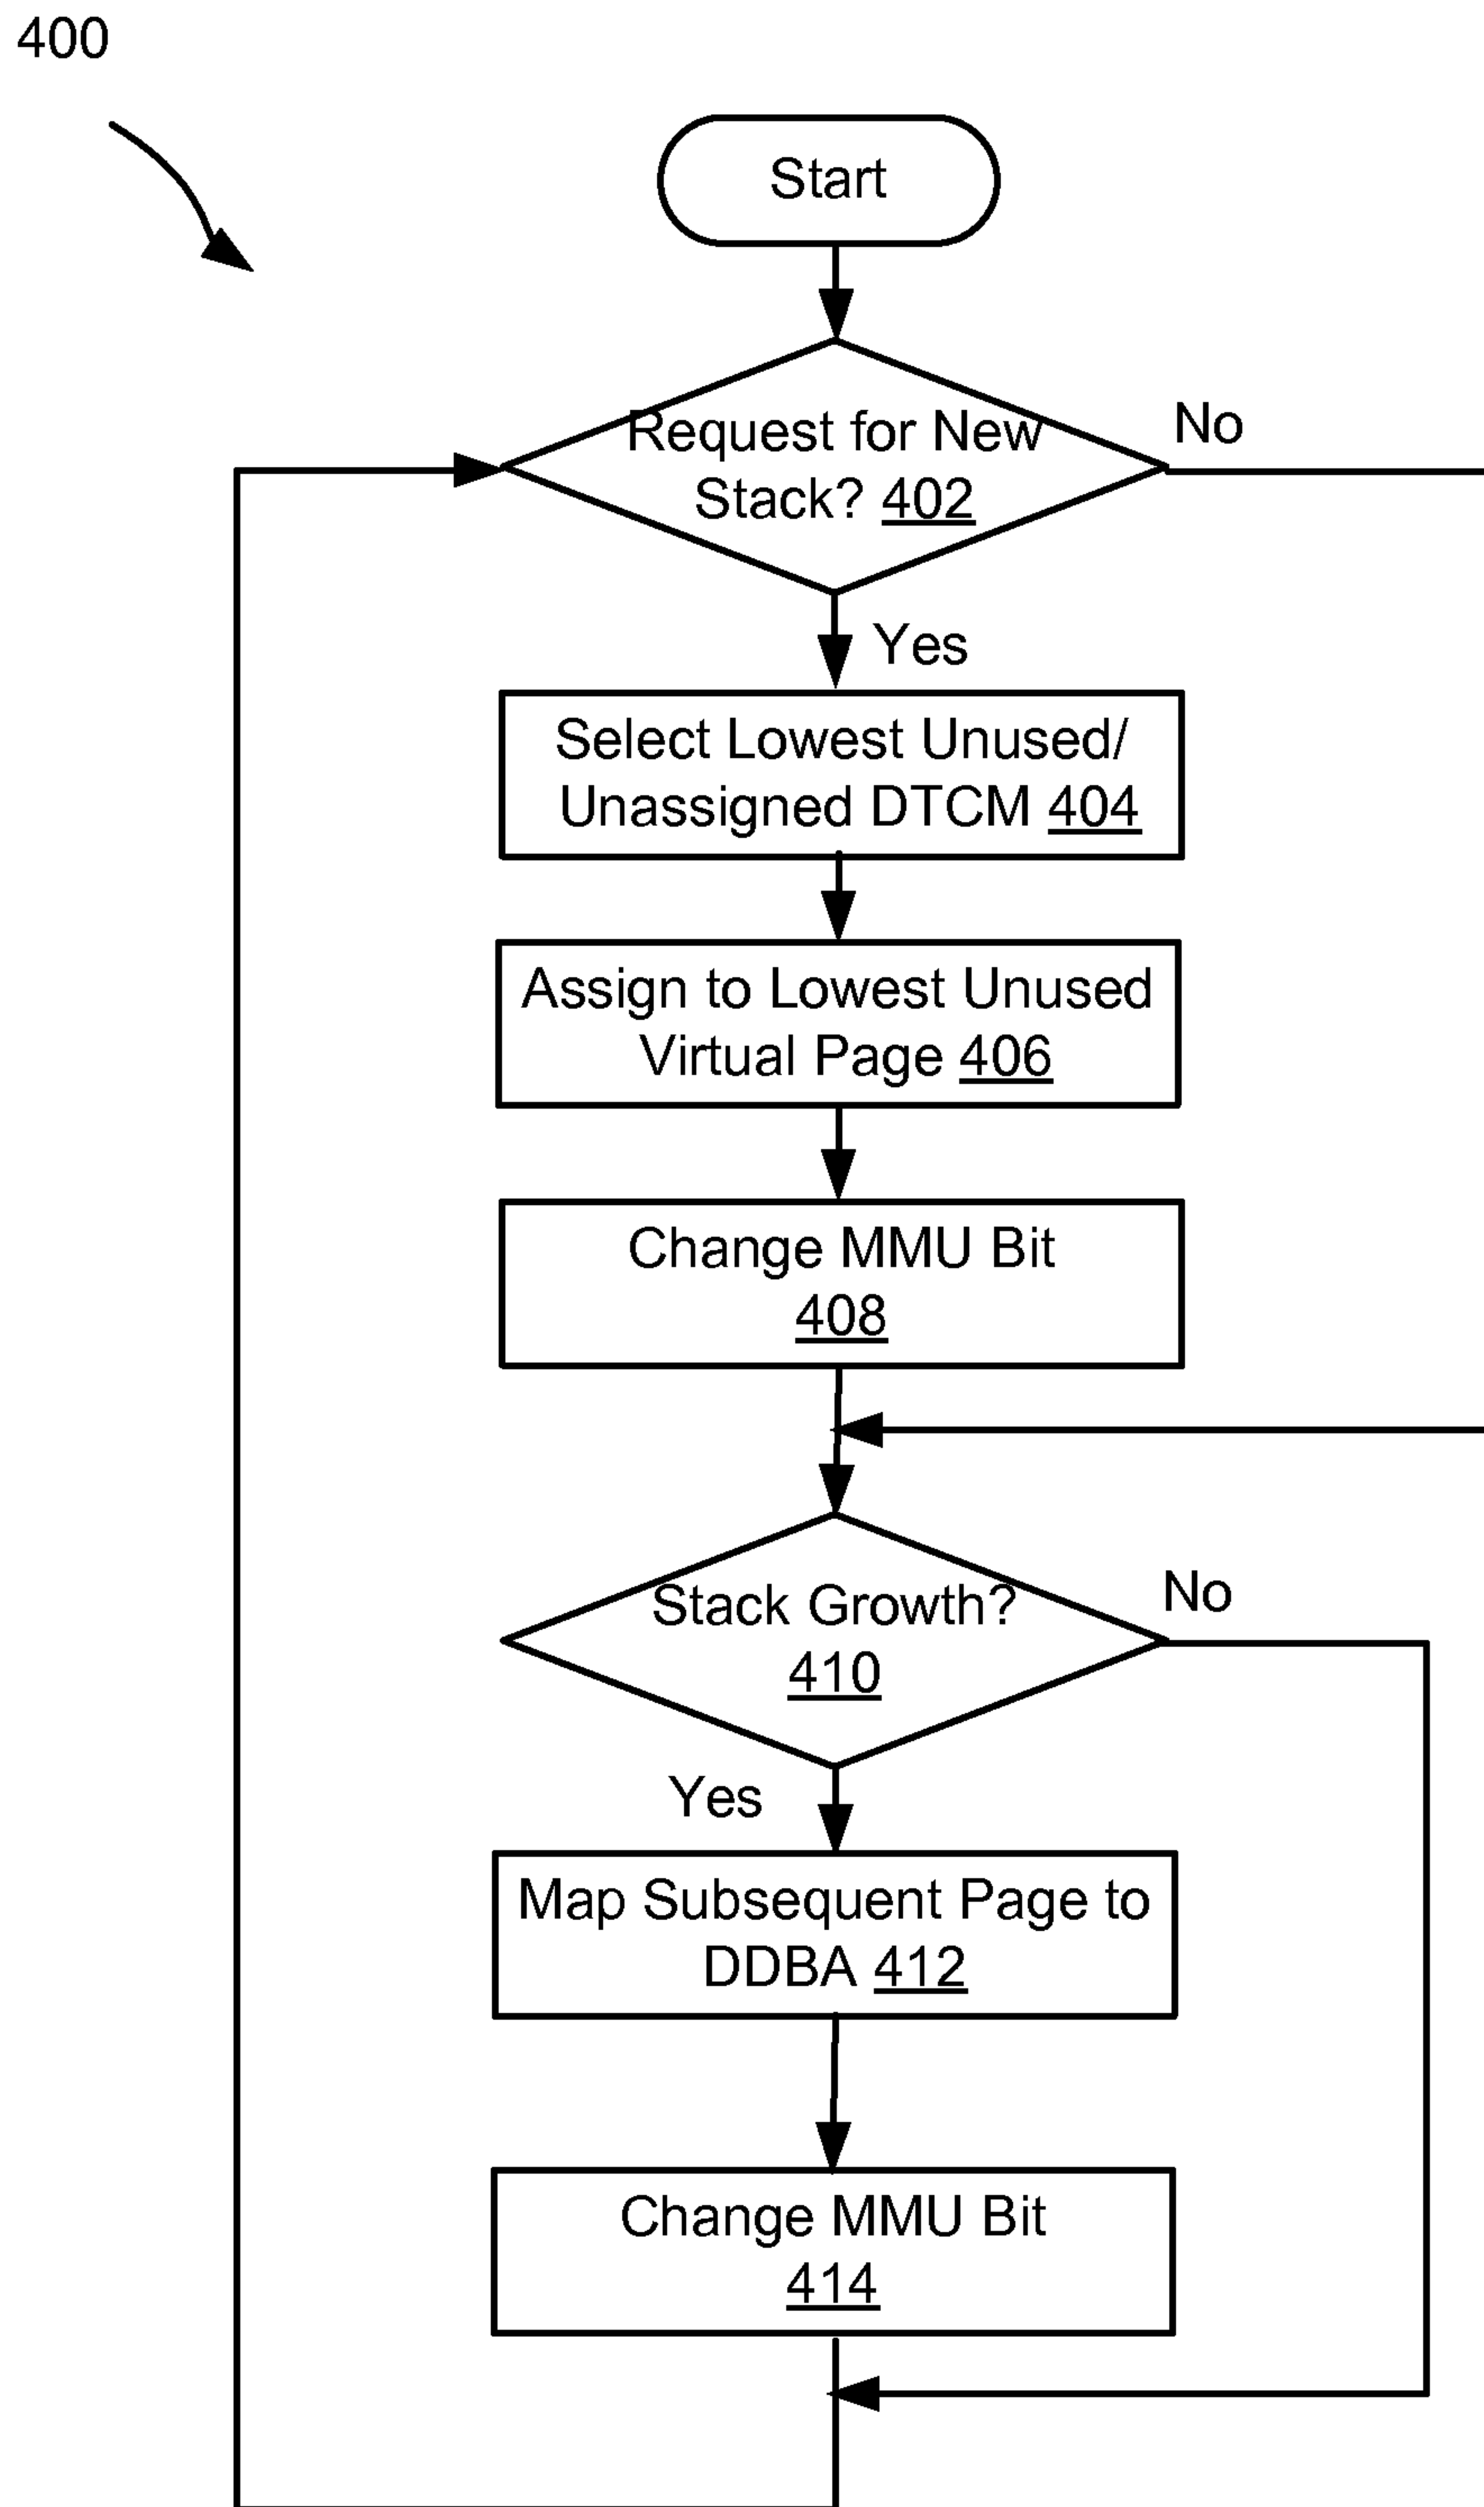 400
Start
Request for New
Stack? 402
No
Yes
Select Lowest Unused/
Unassigned DTCM 404
Assign to Lowest Unused
Virtual Page 406
Change MMU Bit
408
Stack Growth?
410
No
Yes
Map Subsequent Page to
DDBA 412
Change MMU Bit
414